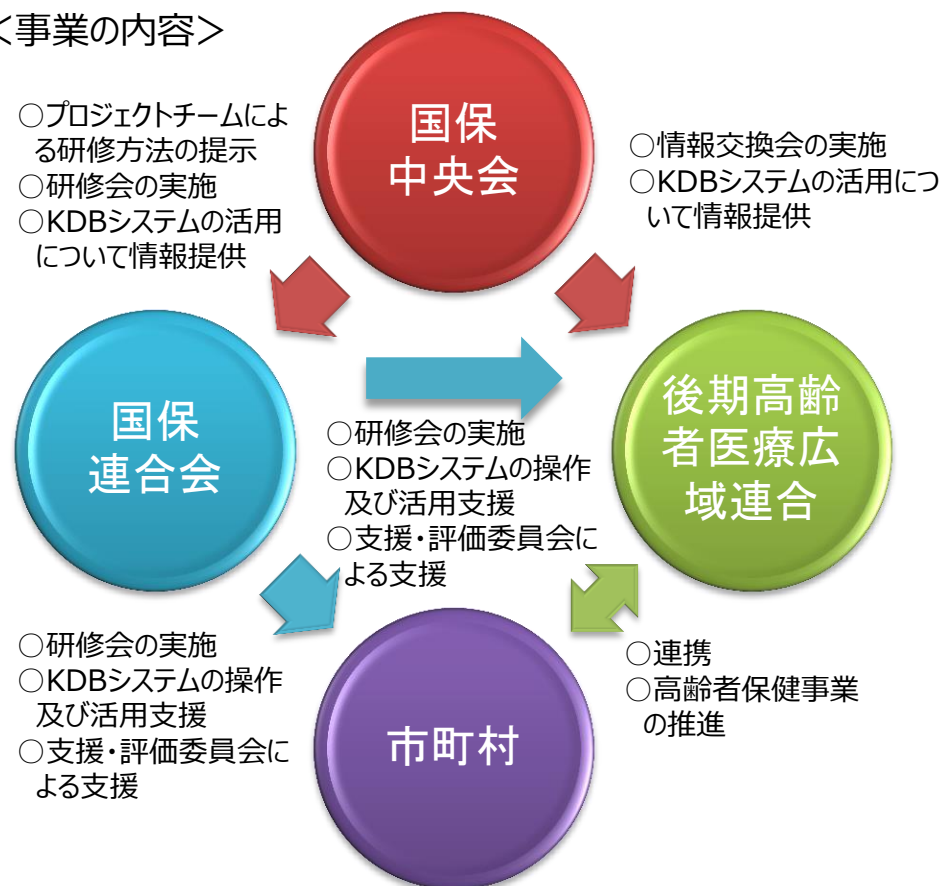 <事業の内容>
○プロジェクトチームによ
る研修方法の提示
○研修会の実施
○KDBシステムの活用
について情報提供
国保
中央会
○情報交換会の実施
○KDBシステムの活用につ
いて情報提供
国保
連合会
○研修会の実施
○KDBシステムの操作
及び活用支援
○支援・評価委員会に
よる支援
後期高齢
者医療広
域連合
○研修会の実施
○KDBシステムの操作
及び活用支援
○支援・評価委員会に
よる支援
市町村
○連携
○高齢者保健事業
の推進